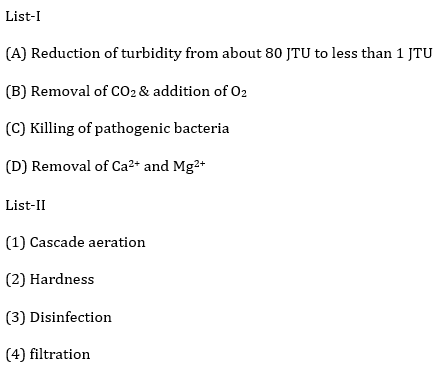 List-I
(A) Reduction of turbidity from about 80 JTU to less than 1 JTU
(B) Removal of CO₂ & addition of O₂
(C) Killing of pathogenic bacteria
(D) Removal of Ca²⁺ and Mg²⁺
List-II
(1) Cascade aeration
(2) Hardness
(3) Disinfection
(4) filtration